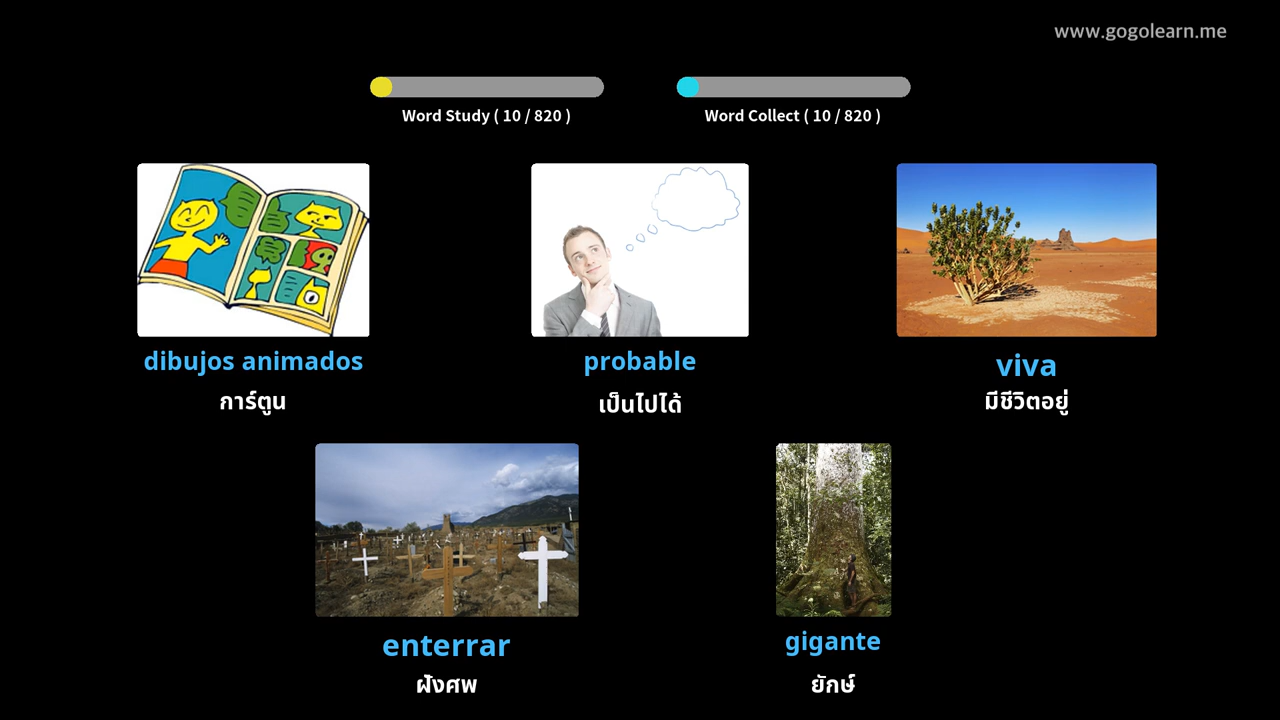 www.gogolearn.me
Word Study ( 10 / 820 )
Word Collect ( 10 / 820 )
dibujos animados
การ์ตูน
probable
เป็นไปได้
viva
มีชีวิตอยู่
enterrar
ฝังศพ
gigante
ยักษ์